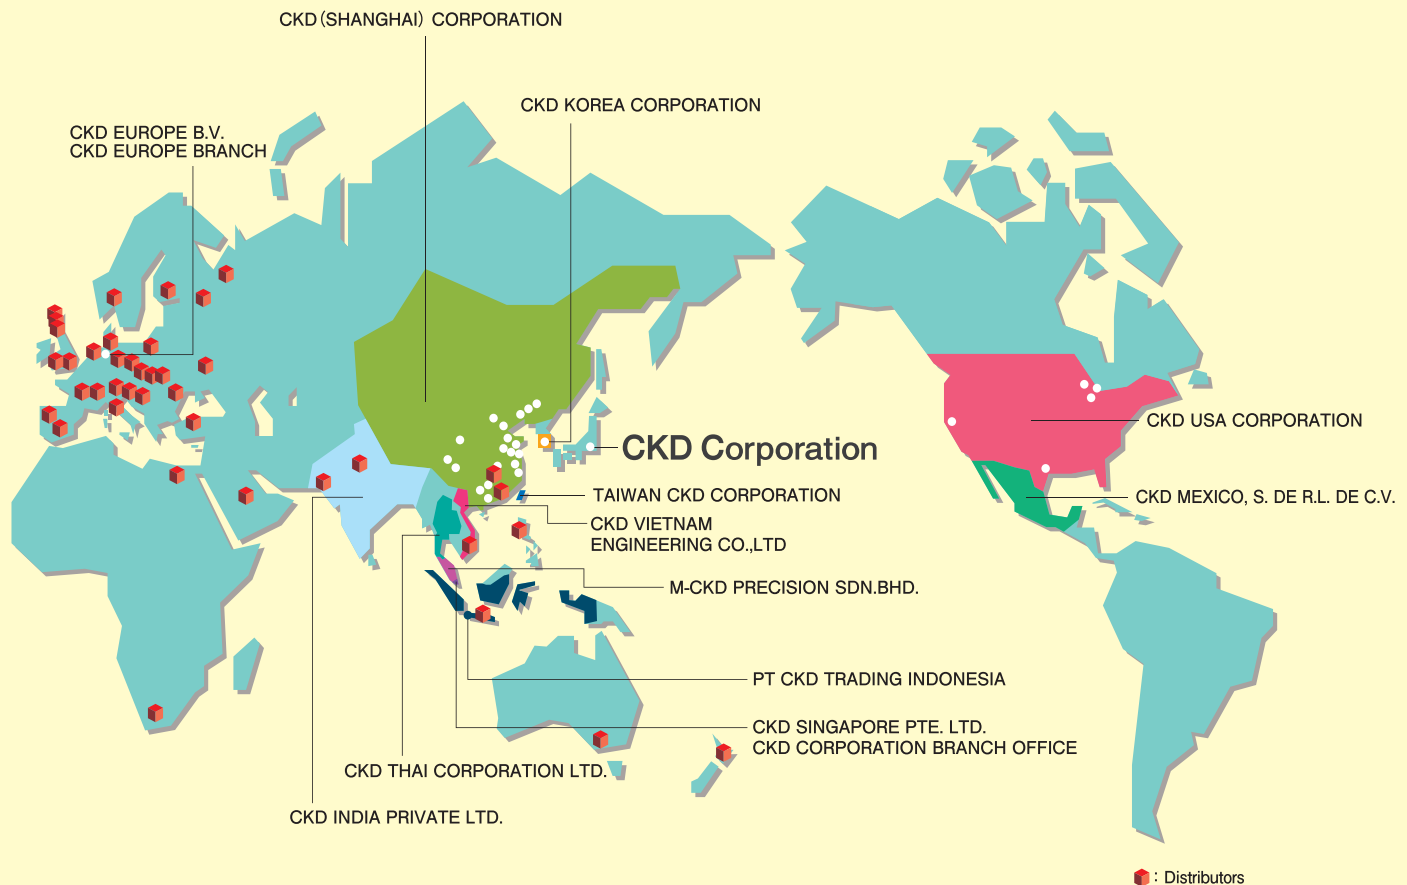 CKD(SHANGHAI) CORPORATION
CKD KOREA CORPORATION
CKD EUROPE B.V.
CKD EUROPE BRANCH
CKD USA CORPORATION
CKD Corporation
TAIWAN CKD CORPORATION
CKD MEXICO, S. DE R.L. DE C.V.
CKD VIETNAM
ENGINEERING CO.,LTD
M-CKD PRECISION SDN.BHD.
PT CKD TRADING INDONESIA
CKD SINGAPORE PTE. LTD.
CKD CORPORATION BRANCH OFFICE
CKD THAI CORPORATION LTD.
CKD INDIA PRIVATE LTD.
: Distributors